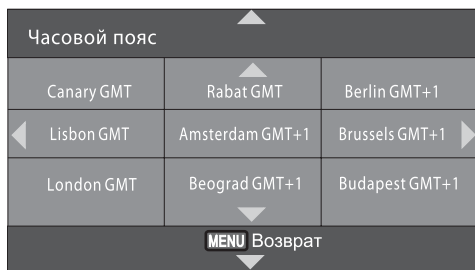 Часовой пояс
Canary GMT Rabat GMT Berlin GMT+1
Lisbon GMT Amsterdam GMT+1 Brussels GMT+1
London GMT Beograd GMT+1 Budapest GMT+1
MENU Возврат